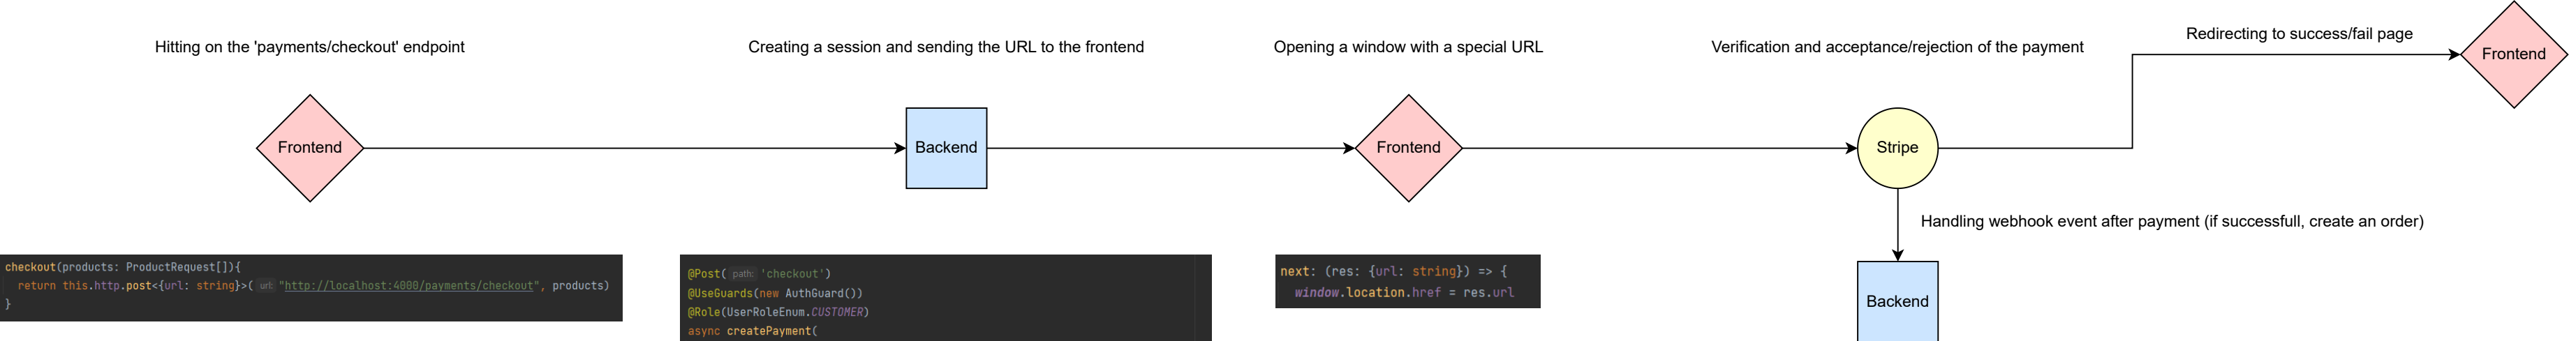 Hitting on the 'payments/checkout' endpoint
Creating a session and sending the URL to the frontend
Opening a window with a special URL
Verification and acceptance/rejection of the payment
Redirecting to success/fail page
Frontend
Frontend
Backend
Frontend
Stripe
Handling webhook event after payment (if successfull, create an order)
Backend
checkout(products: ProductRequest[]){
return this.http.post<{url: string}>( url: "http://localhost:4000/payments/checkout", products)
}
@Post( path: 'checkout')
@UseGuards(new AuthGuard())
@Role(UserRoleEnum.CUSTOMER)
async createPayment(
next: (res: {url: string}) => {
window.location.href = res.url